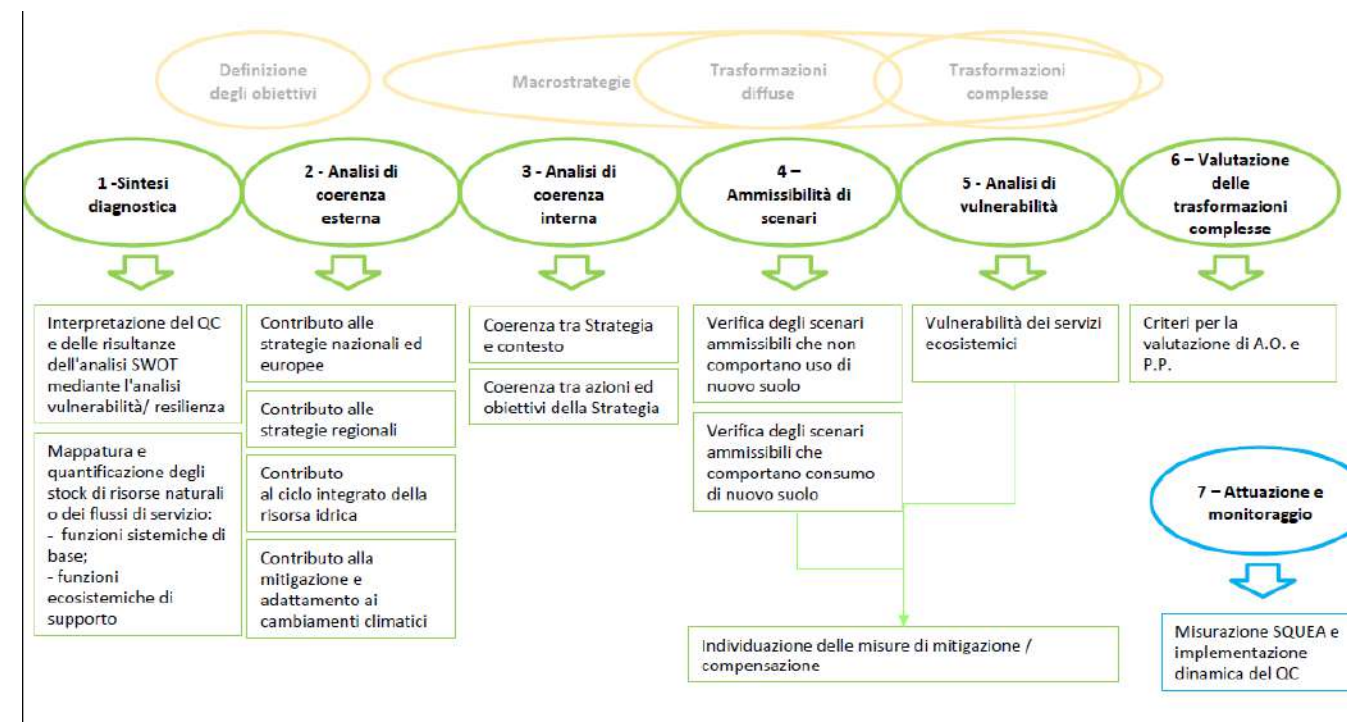 Definizione
degli obiettivi
Macrostrategie
Trasformazioni
diffuse
Trasformazioni
complesse
1 -Sintesi
diagnostica
2 - Analisi di
coerenza
esterna
3 - Analisi di
coerenza
interna
4 –
Ammissibilità di
scenari
5 - Analisi di
vulnerabilità
6 – Valutazione
delle
trasformazioni
complesse
Interpretazione del QC
e delle risultanze
dell'analisi SWOT
mediante l'analisi
vulnerabilità/ resilienza
Mappatura e
quantificazione degli
stock di risorse naturali
o dei flussi di servizio:
- funzioni sistemiche di
base;
- funzioni
ecosistemiche di
supporto
Contributo alle
strategie nazionali ed
europee
Contributo alle
strategie regionali
Contributo
al ciclo integrato della
risorsa idrica
Contributo alla
mitigazione e
adattamento ai
cambiamenti climatici
Coerenza tra Strategia
e contesto
Coerenza tra azioni ed
obiettivi della Strategia
Verifica degli scenari
ammissibili che non
comportano uso di
nuovo suolo
Verifica degli scenari
ammissibili che
comportano consumo
di nuovo suolo
Vulnerabilità dei servizi
ecosistemici
Criteri per la
valutazione di A.O. e
P.P.
7 – Attuazione e
monitoraggio
Misurazione SQUEA e
implementazione
dinamica del QC
Individuazione delle misure di mitigazione /
compensazione